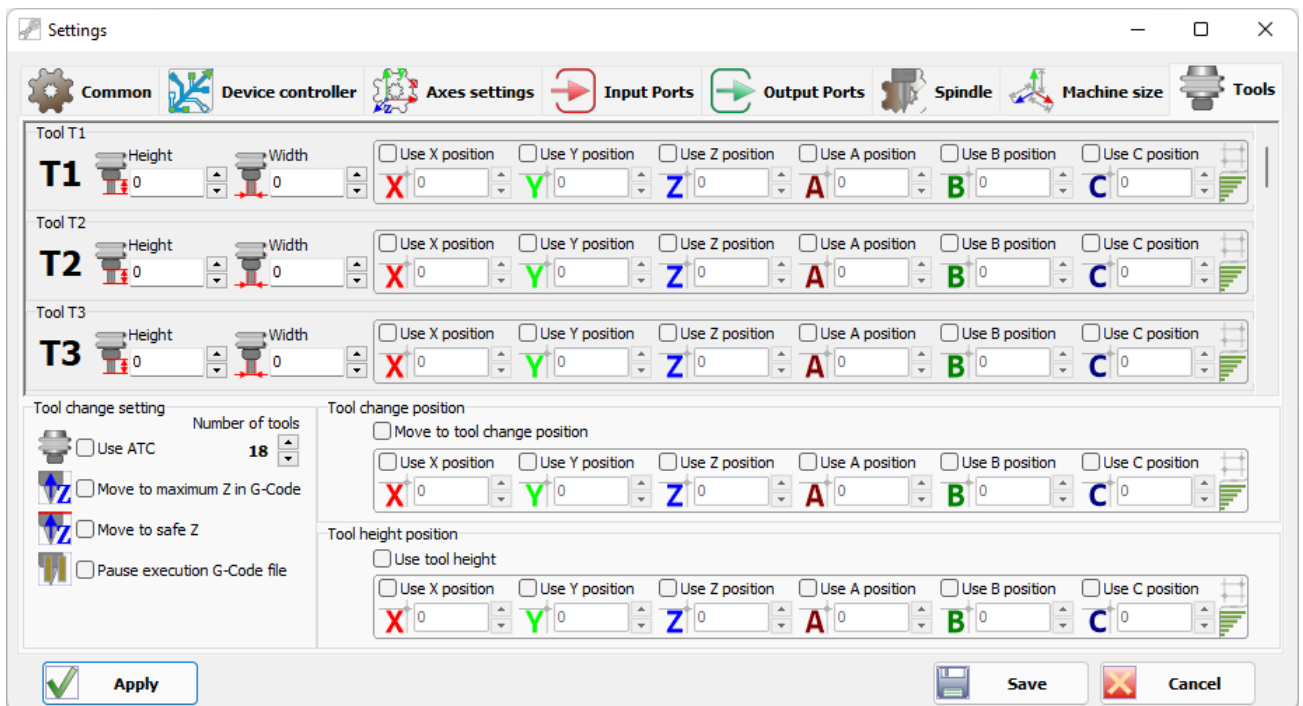 Settings
Common Device controller Axes settings Input Ports Output Ports Spindle Machine size Tools
Tool T1
T1 Height 0 Width 0 Use X position X 0 Use Y position Y 0 Use Z position Z 0 Use A position A 0 Use B position B 0 Use C position C 0
Tool T2
T2 Height 0 Width 0 Use X position X 0 Use Y position Y 0 Use Z position Z 0 Use A position A 0 Use B position B 0 Use C position C 0
Tool T3
T3 Height 0 Width 0 Use X position X 0 Use Y position Y 0 Use Z position Z 0 Use A position A 0 Use B position B 0 Use C position C 0
Tool change setting
Number of tools
Use ATC 18
Z Move to maximum Z in G-Code
Z Move to safe Z
Pause execution G-Code file
Tool change position
Move to tool change position
Use X position Use Y position Use Z position Use A position Use B position Use C position
X 0 Y 0 Z 0 A 0 B 0 C 0
Tool height position
Use tool height
Use X position Use Y position Use Z position Use A position Use B position Use C position
X 0 Y 0 Z 0 A 0 B 0 C 0
Apply Save Cancel